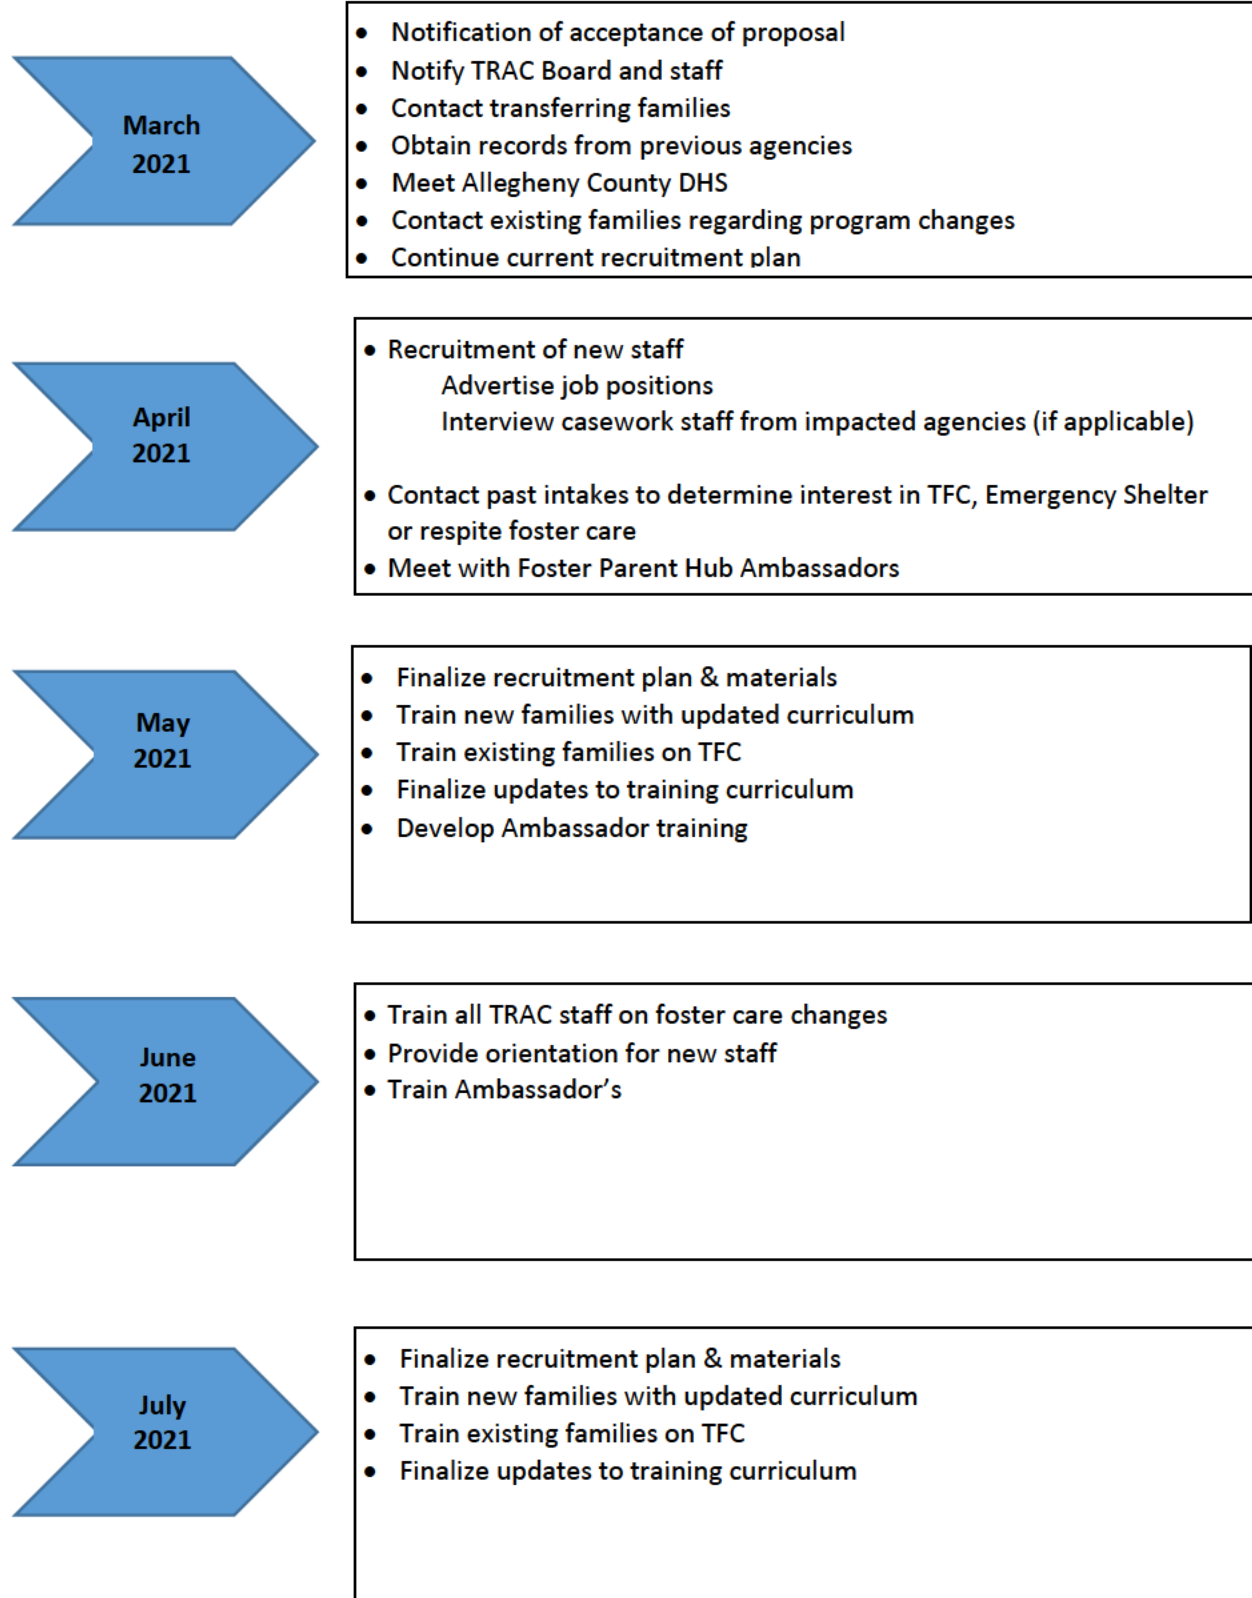 March
2021
• Notification of acceptance of proposal
• Notify TRAC Board and staff
• Contact transferring families
• Obtain records from previous agencies
• Meet Allegheny County DHS
• Contact existing families regarding program changes
• Continue current recruitment plan
April
2021
• Recruitment of new staff
Advertise job positions
Interview casework staff from impacted agencies (if applicable)
• Contact past intakes to determine interest in TFC, Emergency Shelter
or respite foster care
• Meet with Foster Parent Hub Ambassadors
May
2021
• Finalize recruitment plan & materials
• Train new families with updated curriculum
• Train existing families on TFC
• Finalize updates to training curriculum
• Develop Ambassador training
June
2021
• Train all TRAC staff on foster care changes
• Provide orientation for new staff
• Train Ambassador’s
July
2021
• Finalize recruitment plan & materials
• Train new families with updated curriculum
• Train existing families on TFC
• Finalize updates to training curriculum